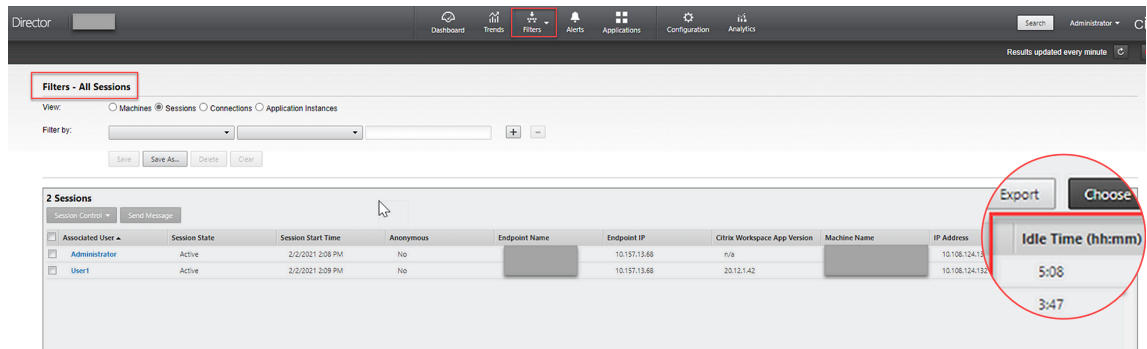 Director
Dashboard Trends Filters Alerts Applications Configuration Analytics
Search Administrator
Results updated every minute
Filters - All Sessions
View: Machines Sessions Connections Application Instances
Filter by:
Save Save As... Delete Clear
2 Sessions
Export Choose
Session Control Send Message
Associated User Session State Session Start Time Anonymous Endpoint Name Endpoint IP Citrix Workspace App Version Machine Name IP Address Idle Time (hh:mm)
Administrator Active 2/2/2021 2:08 PM No 10.157.13.68 n/a 5:08
User1 Active 2/2/2021 2:09 PM No 10.157.13.68 20.12.1.42 3:47